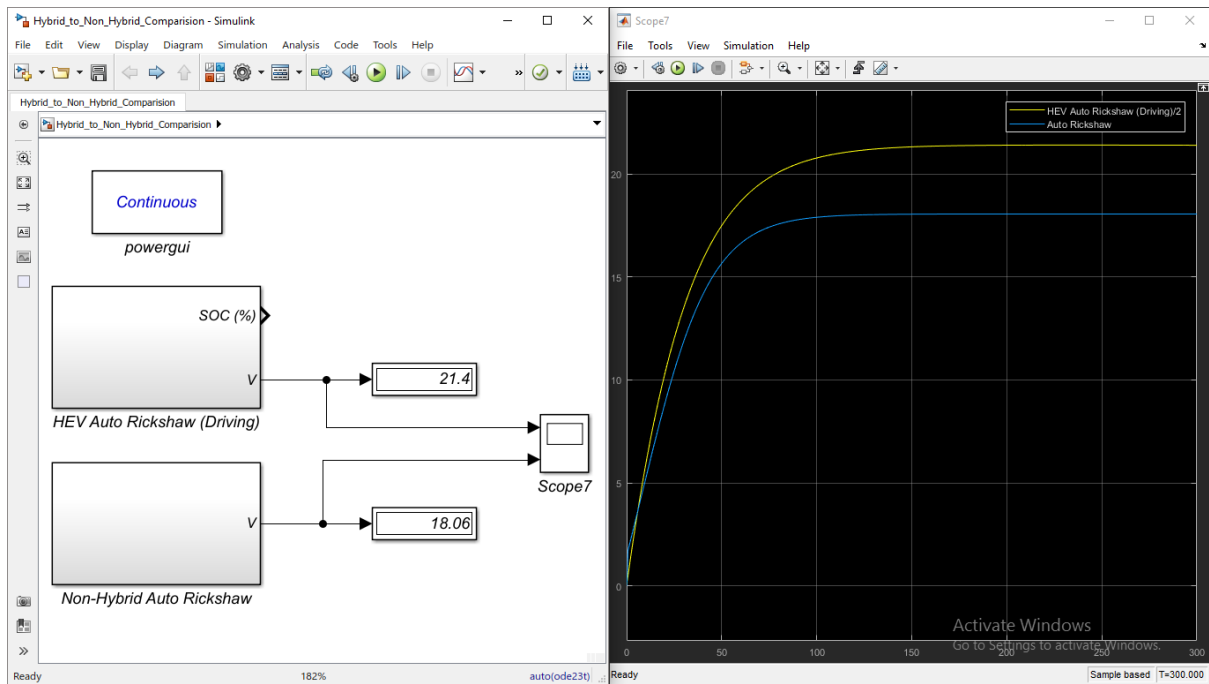 Hybrid_to_Non_Hybrid_Comparision - Simulink
File Edit View Display Diagram Simulation Analysis Code Tools Help
»
Hybrid_to_Non_Hybrid_Comparision
Hybrid_to_Non_Hybrid_Comparision
Continuous
powergui
SOC (%)
V
21.4
HEV Auto Rickshaw (Driving)
Scope7
V
18.06
Non-Hybrid Auto Rickshaw
»
Ready 182% auto(ode23t)
Scope7
File Tools View Simulation Help
HEV Auto Rickshaw (Driving)/2
Auto Rickshaw
20
15
10
5
0
0 50 100 150 200 250 300
Activate Windows
Go to Settings to activate Windows.
Ready Sample based T=300.000